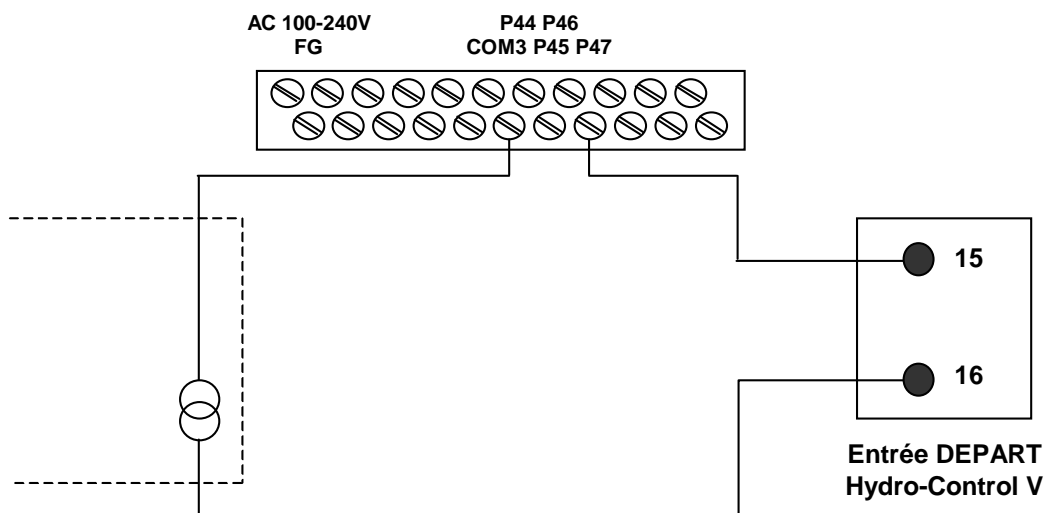 AC 100-240V
FG
P44 P46
COM3 P45 P47
15
16
Entrée DEPART
Hydro-Control V